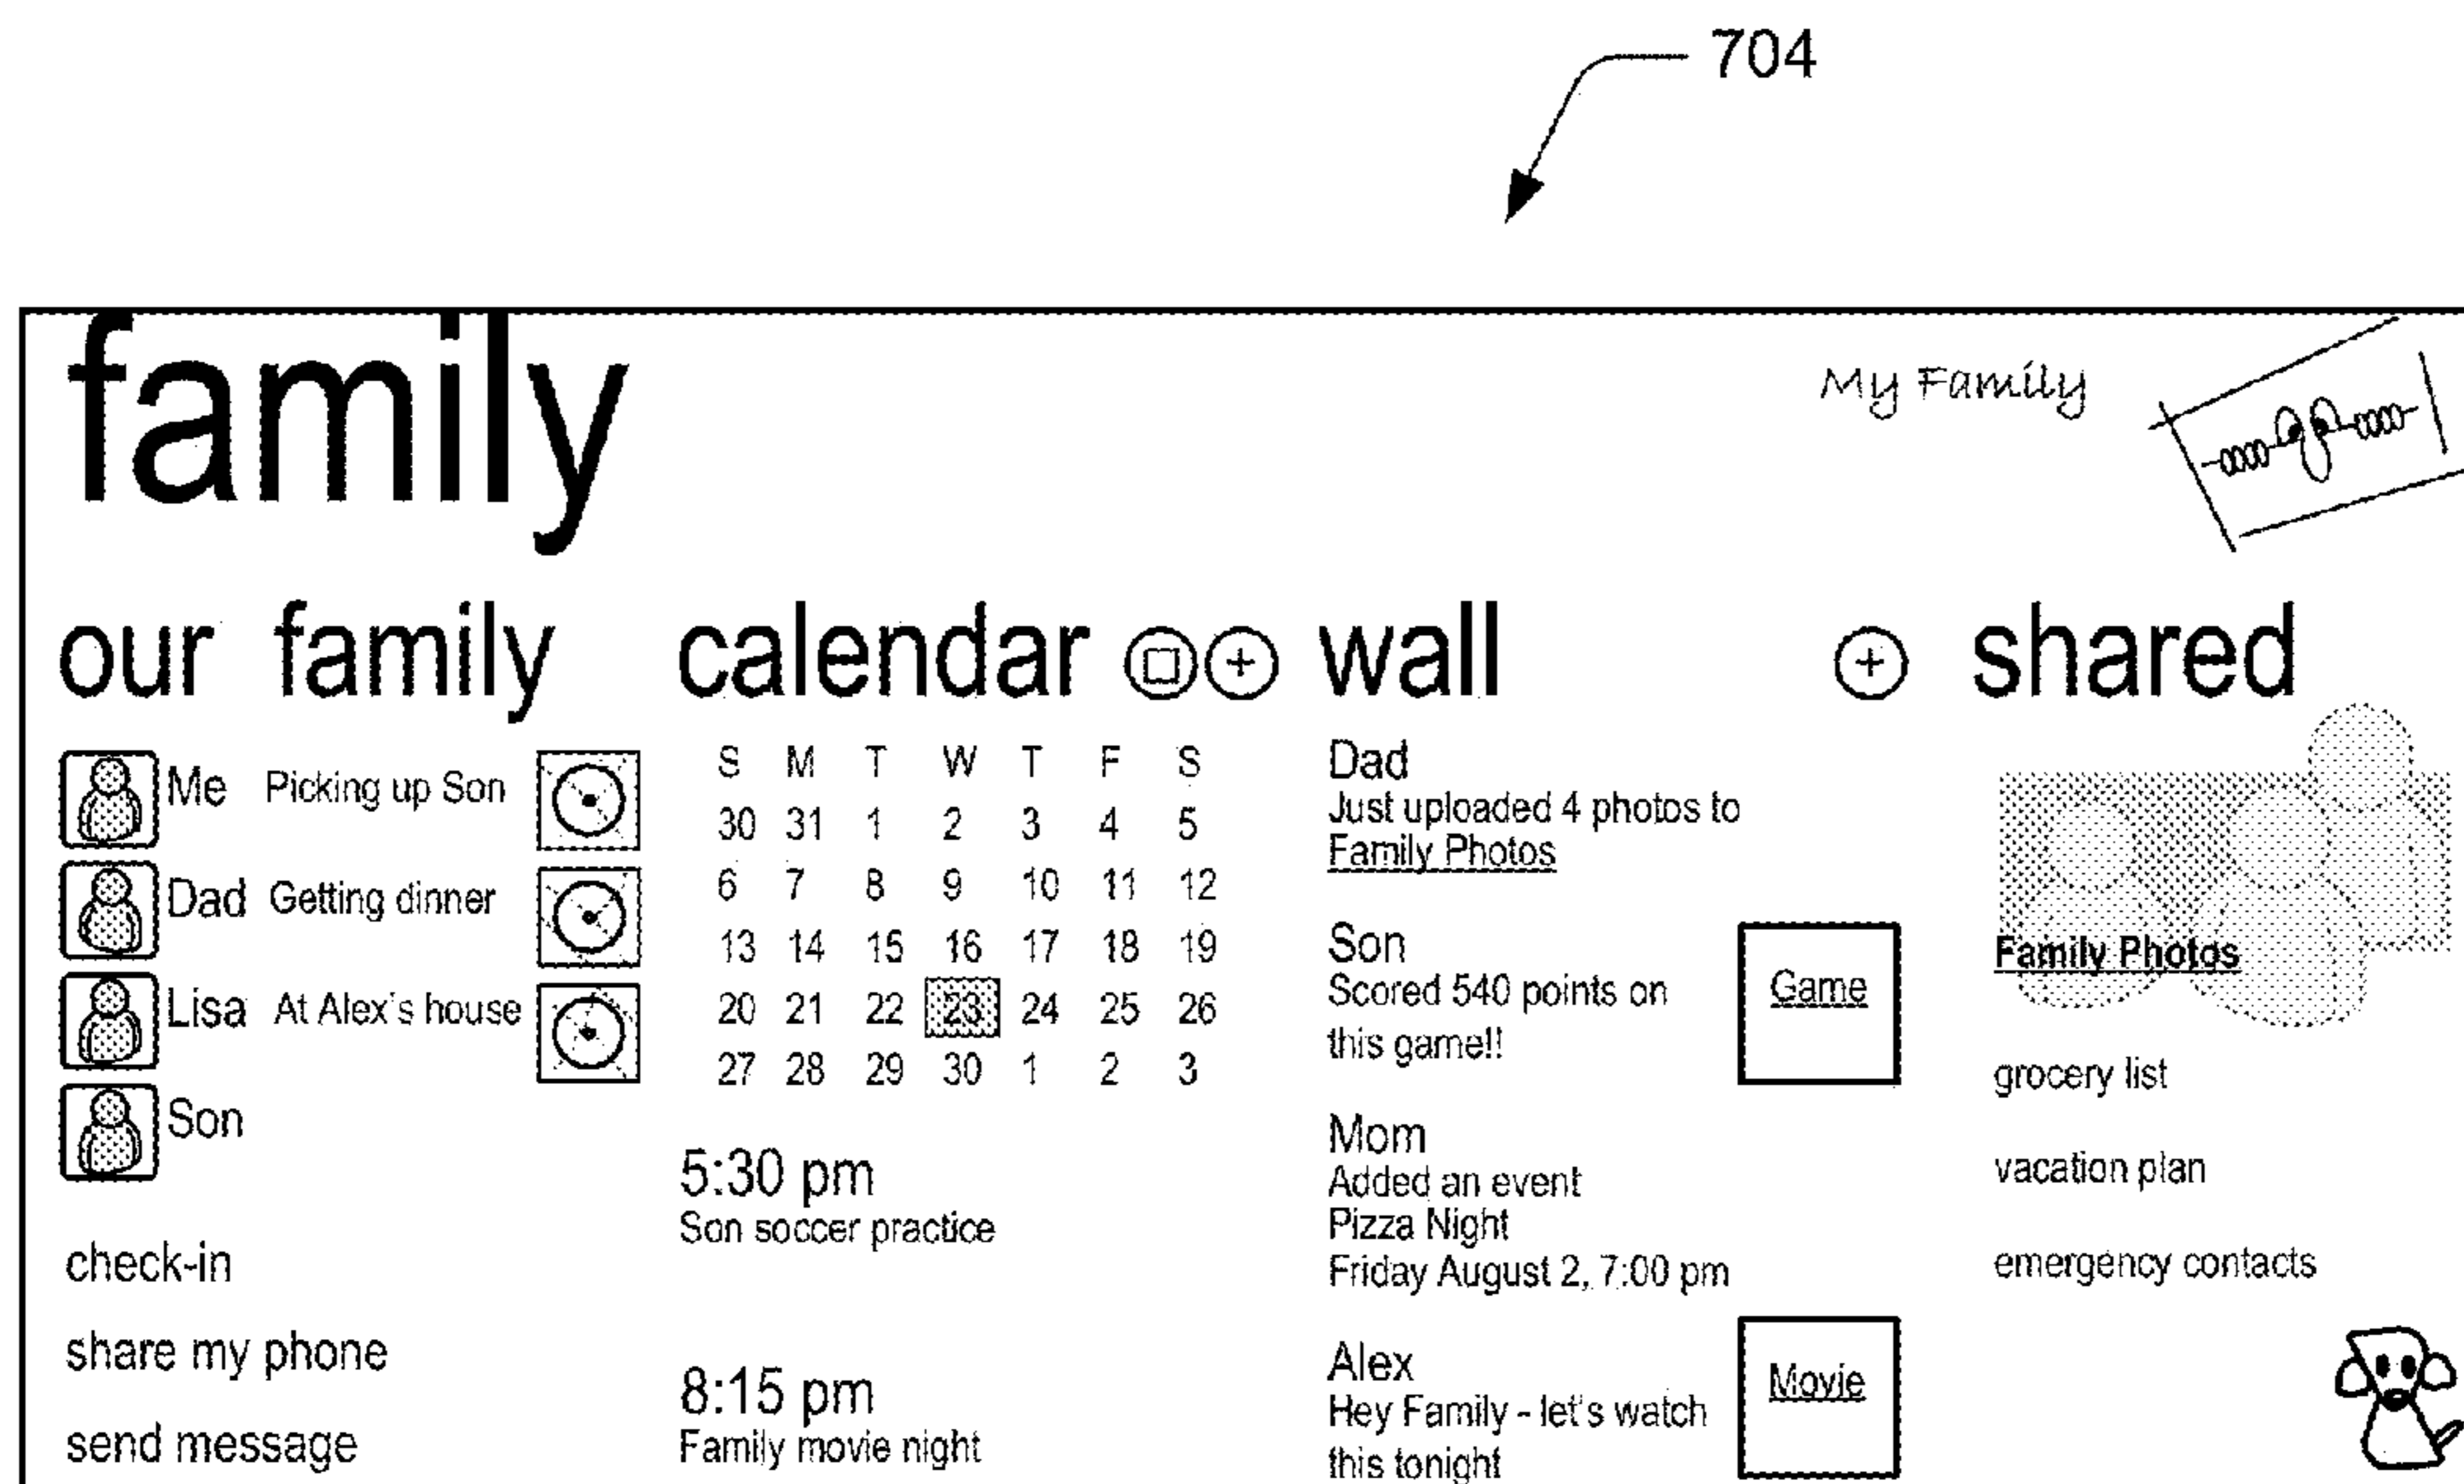 704
family
My Family
our family
Me Picking up Son
Dad Getting dinner
Lisa At Alex's house
Son
check-in
share my phone
send message
calendar
S M T W T F S
30 31 1 2 3 4 5
6 7 8 9 10 11 12
13 14 15 16 17 18 19
20 21 22 23 24 25 26
27 28 29 30 1 2 3
5:30 pm
Son soccer practice
8:15 pm
Family movie night
wall
Dad
Just uploaded 4 photos to
Family Photos
Son
Scored 540 points on
this game!!
Game
Mom
Added an event
Pizza Night
Friday August 2, 7:00 pm
Alex
Hey Family - let's watch
this tonight
Movie
shared
Family Photos
grocery list
vacation plan
emergency contacts